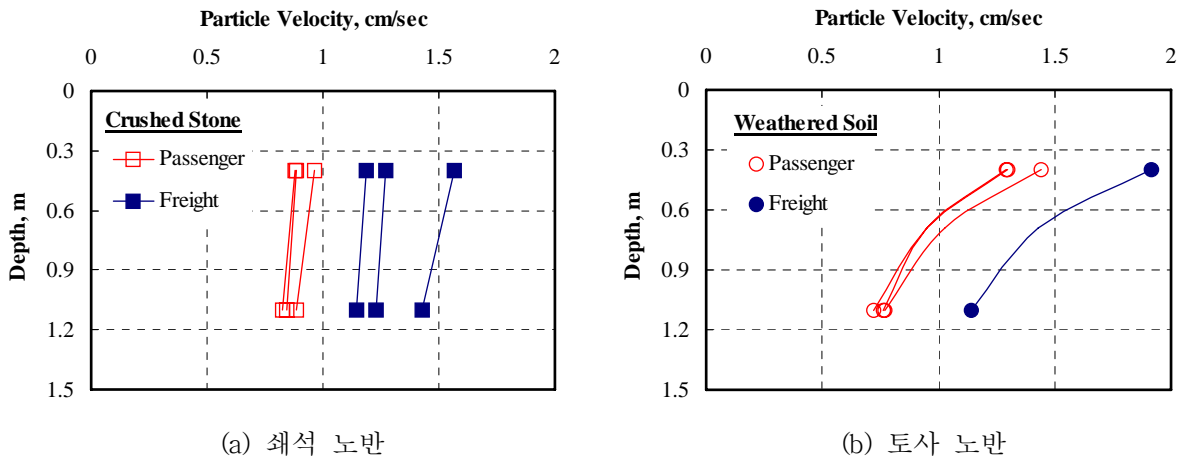 Particle Velocity, cm/sec
0 0.5 1 1.5 2
0
0.3
0.6
0.9
1.2
1.5
Depth, m
Crushed Stone
Passenger
Freight
(a) 쇄석 노반
Particle Velocity, cm/sec
0 0.5 1 1.5 2
0
0.3
0.6
0.9
1.2
1.5
Depth, m
Weathered Soil
Passenger
Freight
(b) 토사 노반